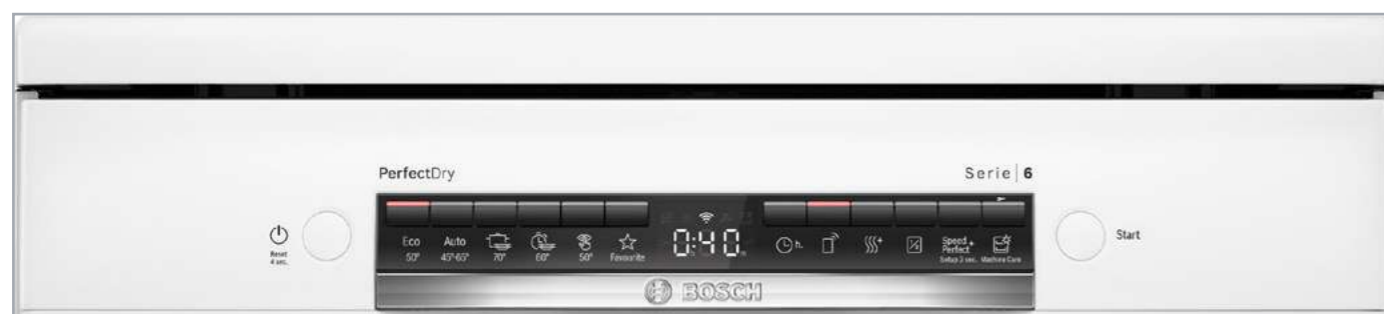 PerfectDry
Serie | 6
Reset
4 sec.
Eco
50°
Auto
45°-65°
70°
60°
50°
Favourite
0:40
h.
Speed
Perfect+
Setup 3 sec.
Machine Care
Start
BOSCH